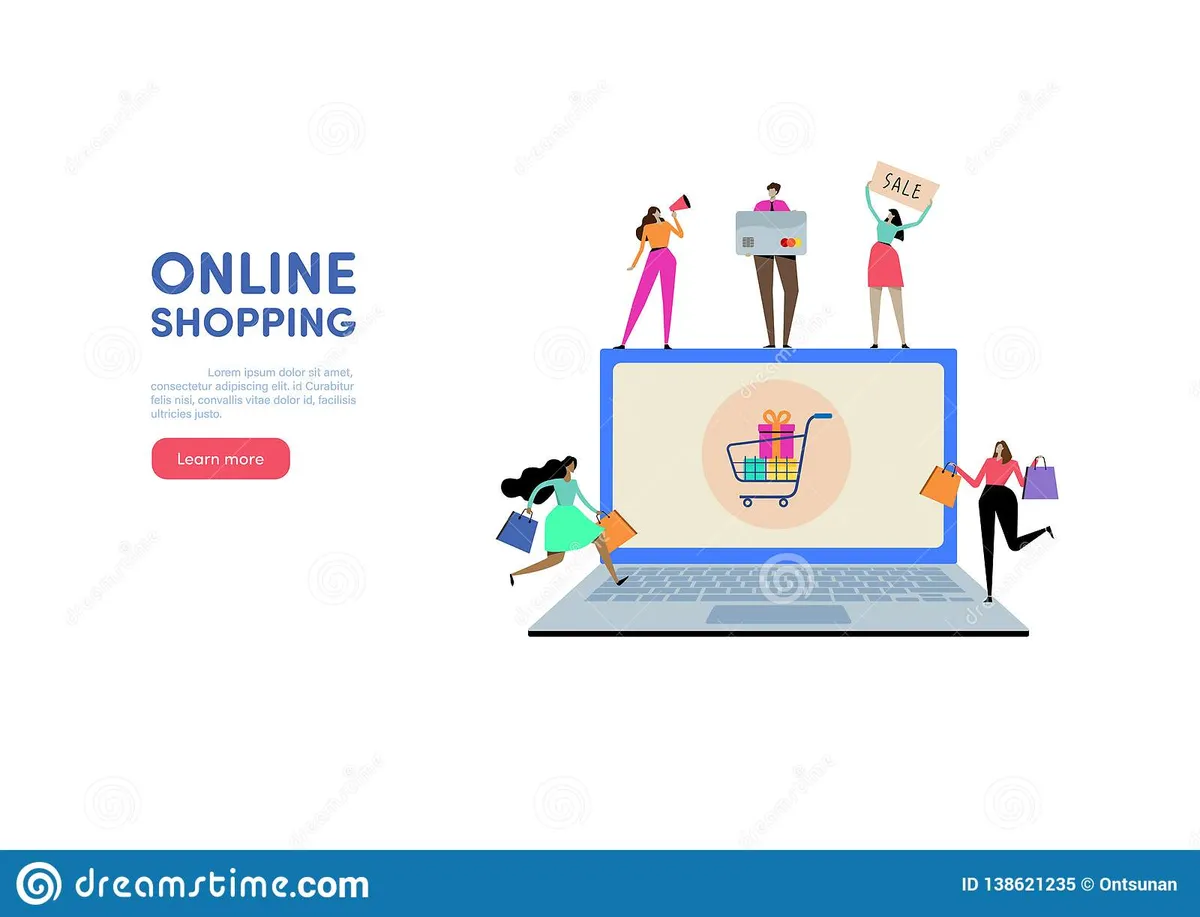 SALE
ONLINE
SHOPPING
Lorem ipsum dolor sit amet,
consectetur adipiscing elit. id Curabitur
felis nisi, convallis vitae dolor id, facilisis
ultricies justo.
Learn more
dreamstime.com
ID 138621235 © Ontsunan